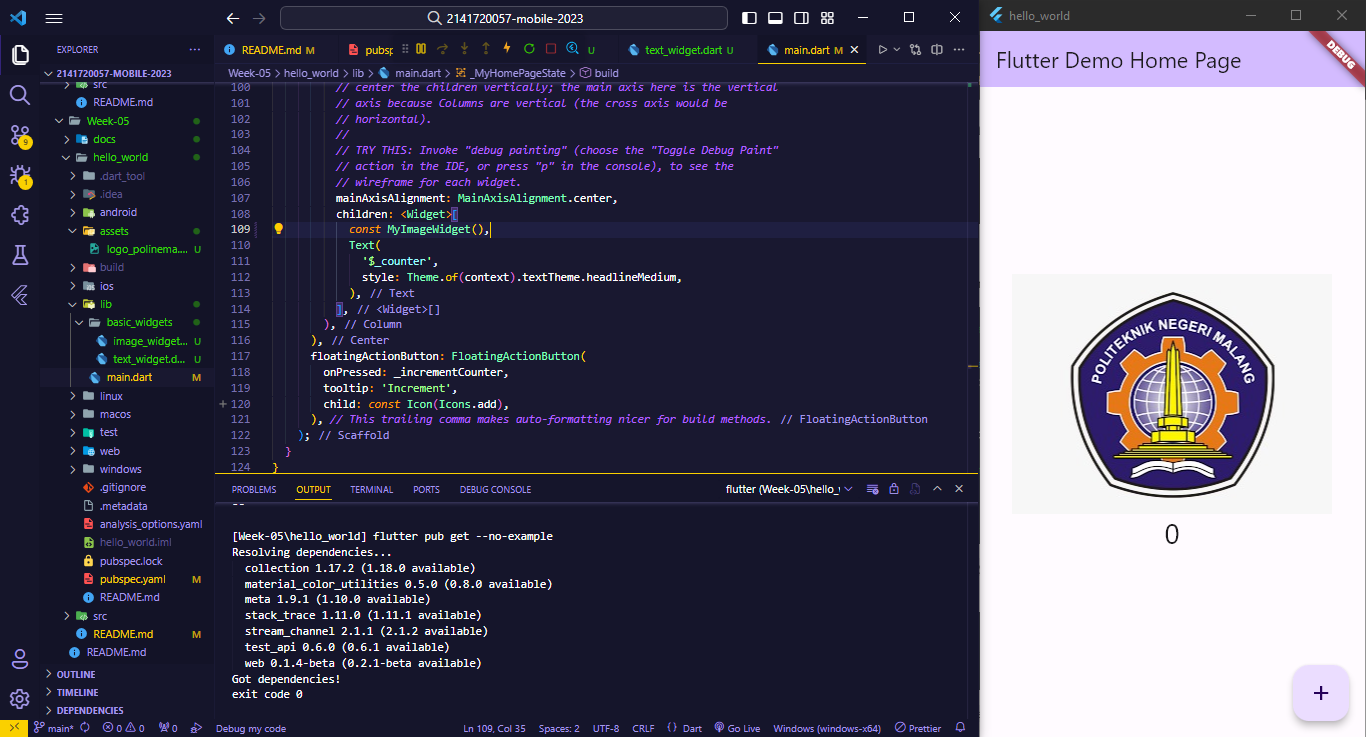 2141720057-mobile-2023
hello_world
EXPLORER
2141720057-MOBILE-2023
src
README.md
Week-05
docs
hello_world
.dart_tool
.idea
android
assets
logo_polinema.... U
build
ios
lib
basic_widgets
image_widget... U
text_widget.d... U
main.dart M
linux
macos
test
web
windows
.gitignore
.metadata
analysis_options.yaml
hello_world.iml
pubspec.lock
pubspec.yaml M
README.md
src
README.md M
README.md
OUTLINE
TIMELINE
DEPENDENCIES
9
1
README.md M
pubsp
U
text_widget.dart U
main.dart M
Week-05 > hello_world > lib > main.dart > _MyHomePageState > build
100 // center the children vertically; the main axis here is the vertical
101 // axis because Columns are vertical (the cross axis would be
102 // horizontal).
103 //
104 // TRY THIS: Invoke "debug painting" (choose the "Toggle Debug Paint"
105 // action in the IDE, or press "p" in the console), to see the
106 // wireframe for each widget.
107 mainAxisAlignment: MainAxisAlignment.center,
108 children: <Widget>[
109 const MyImageWidget(),
110 Text(
111 '$_counter',
112 style: Theme.of(context).textTheme.headlineMedium,
113 ), // Text
114 ], // <Widget>[]
115 ), // Column
116 ), // Center
117 floatingActionButton: FloatingActionButton(
118 onPressed: _incrementCounter,
119 tooltip: 'Increment',
120 child: const Icon(Icons.add),
121 ), // This trailing comma makes auto-formatting nicer for build methods. // FloatingActionButton
122 ); // Scaffold
123 }
124 }
PROBLEMS OUTPUT TERMINAL PORTS DEBUG CONSOLE
flutter (Week-05\hello_
[Week-05\hello_world] flutter pub get --no-example
Resolving dependencies...
collection 1.17.2 (1.18.0 available)
material_color_utilities 0.5.0 (0.8.0 available)
meta 1.9.1 (1.10.0 available)
stack_trace 1.11.0 (1.11.1 available)
stream_channel 2.1.1 (2.1.2 available)
test_api 0.6.0 (0.6.1 available)
web 0.1.4-beta (0.2.1-beta available)
Got dependencies!
exit code 0
main* 0 0 0 Debug my code Ln 109, Col 35 Spaces: 2 UTF-8 CRLF {} Dart Go Live Windows (windows-x64) Prettier
Flutter Demo Home Page
DEBUG
POLITEKNIK NEGERI MALANG
0
+